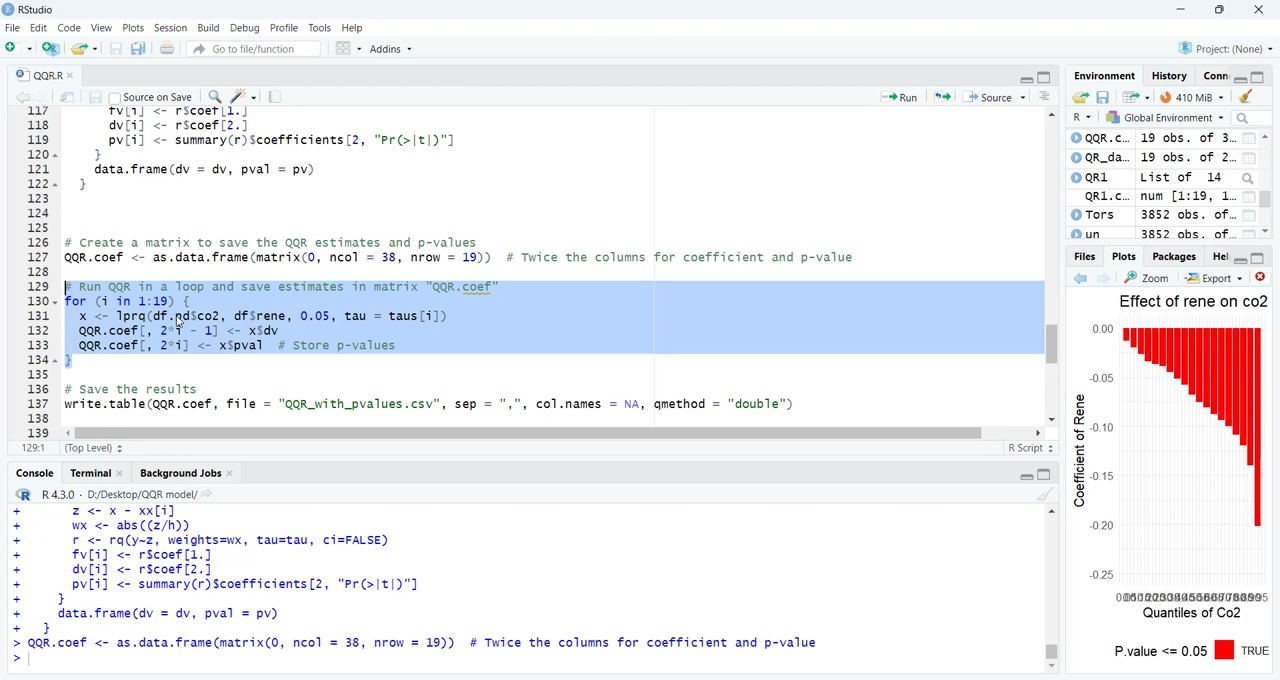 RStudio
File Edit Code View Plots Session Build Debug Profile Tools Help
Go to file/function Addins Project: (None)
QQR.R
Source on Save Run Source
117 fv[i] <- r$coef[1.]
118 dv[i] <- r$coef[2.]
119 pv[i] <- summary(r)$coefficients[2, "Pr(>|t|)"]
120 }
121 data.frame(dv = dv, pval = pv)
122 }
123
124
125
126 # Create a matrix to save the QQR estimates and p-values
127 QQR.coef <- as.data.frame(matrix(0, ncol = 38, nrow = 19)) # Twice the columns for coefficient and p-value
128
129 # Run QQR in a loop and save estimates in matrix "QQR.coef"
130 for (i in 1:19) {
131 x <- lprq(df.nd$co2, df$rene, 0.05, tau = taus[i])
132 QQR.coef[, 2*i - 1] <- x$dv
133 QQR.coef[, 2*i] <- x$pval # Store p-values
134 }
135
136 # Save the results
137 write.table(QQR.coef, file = "QQR_with_pvalues.csv", sep = ",", col.names = NA, qmethod = "double")
138
139
129:1 (Top Level) R Script
Console Terminal Background Jobs
R 4.3.0 · D:/Desktop/QQR model/
+ z <- x - xx[i]
+ wx <- abs((z/h))
+ r <- rq(y~z, weights=wx, tau=tau, ci=FALSE)
+ fv[i] <- r$coef[1.]
+ dv[i] <- r$coef[2.]
+ pv[i] <- summary(r)$coefficients[2, "Pr(>|t|)"]
+ }
+ data.frame(dv = dv, pval = pv)
+ }
> QQR.coef <- as.data.frame(matrix(0, ncol = 38, nrow = 19)) # Twice the columns for coefficient and p-value
>
Environment History Conn
410 MiB
R Global Environment
QQR.c... 19 obs. of 3...
QR_da... 19 obs. of 2...
QR1 List of 14
QR1.c... num [1:19, 1...
Tors 3852 obs. of...
un 3852 obs. of...
Files Plots Packages Hel
Zoom Export
Effect of rene on co2
0.00
-0.05
-0.10
-0.15
-0.20
-0.25
Coefficient of Rene
Quantiles of Co2
P.value <= 0.05 TRUE